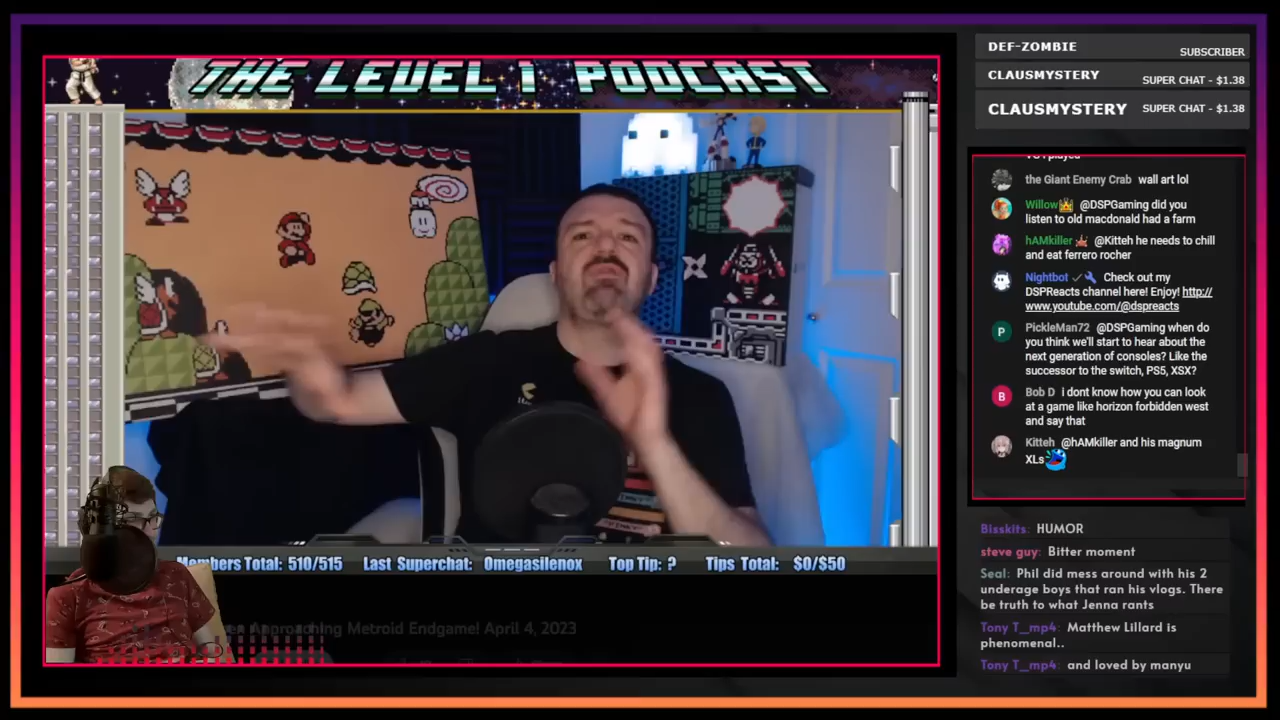 THE LEVEL 1 PODCAST
Members Total: 510/515 Last Superchat: Omegasilenox Top Tip: ? Tips Total: $0/$50
Approaching Metroid Endgame! April 4, 2023
DEF-ZOMBIE SUBSCRIBER
CLAUSMYSTERY SUPER CHAT - $1.38
CLAUSMYSTERY SUPER CHAT - $1.38
the Giant Enemy Crab wall art lol
Willow @DSPGaming did you
listen to old macdonald had a farm
hAMkiller @Kitteh he needs to chill
and eat ferrero rocher
Nightbot Check out my
DSPReacts channel here! Enjoy! http://
www.youtube.com/@dspreacts
PickleMan72 @DSPGaming when do
you think we'll start to hear about the
next generation of consoles? Like the
successor to the switch, PS5, XSX?
B
Bob D i dont know how you can look
at a game like horizon forbidden west
and say that
Kitteh @hAMkiller and his magnum
XLs
Bisskits: HUMOR
steve guy: Bitter moment
Seal: Phil did mess around with his 2
underage boys that ran his vlogs. There
be truth to what Jenna rants
Tony T_mp4: Matthew Lillard is
phenomenal..
Tony T_mp4: and loved by manyu